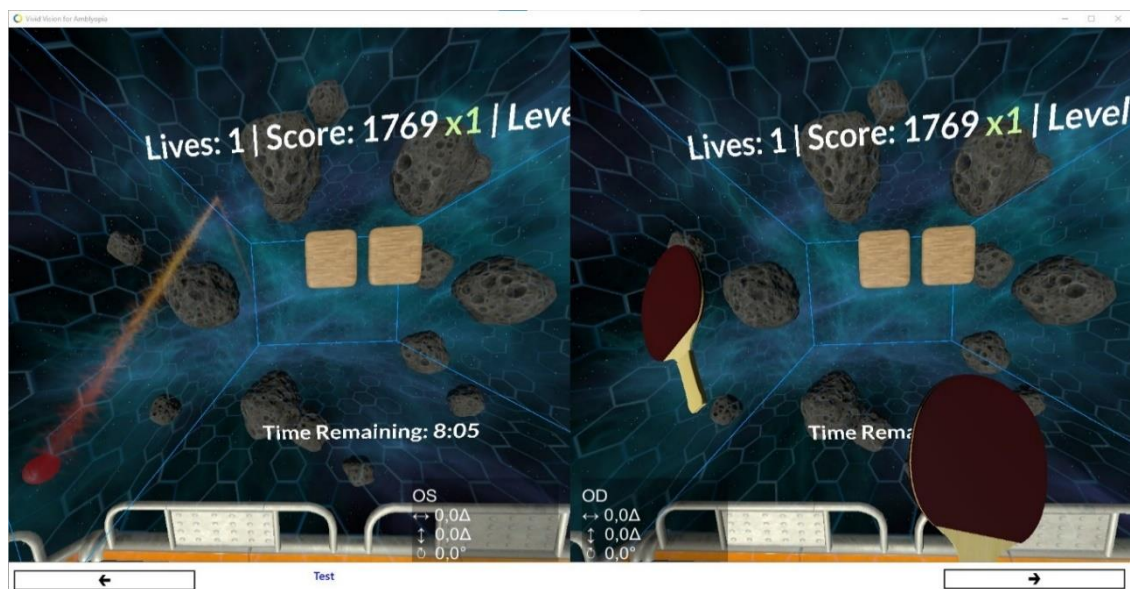 Vivid Vision for Amblyopia
Lives: 1 | Score: 1769 x1 | Leve
Lives: 1 | Score: 1769 x1 | Level
Time Remaining: 8:05
Time Rema
OS
↔ 0,0Δ
↕ 0,0Δ
↻ 0,0°
OD
↔ 0,0Δ
↕ 0,0Δ
↻ 0,0°
← Test →